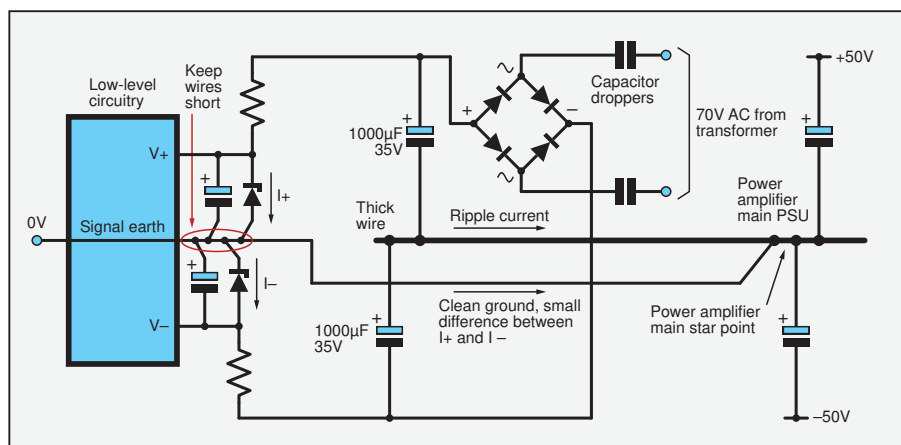 Low-level
circuitry
Keep
wires
short
+
–
Capacitor
droppers
70V AC from
transformer
+50V
+
1000µF
35V
+
V+
+
I+
Power
amplifier
main PSU
0V
Signal earth
Thick
wire
Ripple current
+
I–
V–
1000µF
35V
+
Clean ground, small
difference between
I+ and I –
Power amplifier
main star point
+
–50V